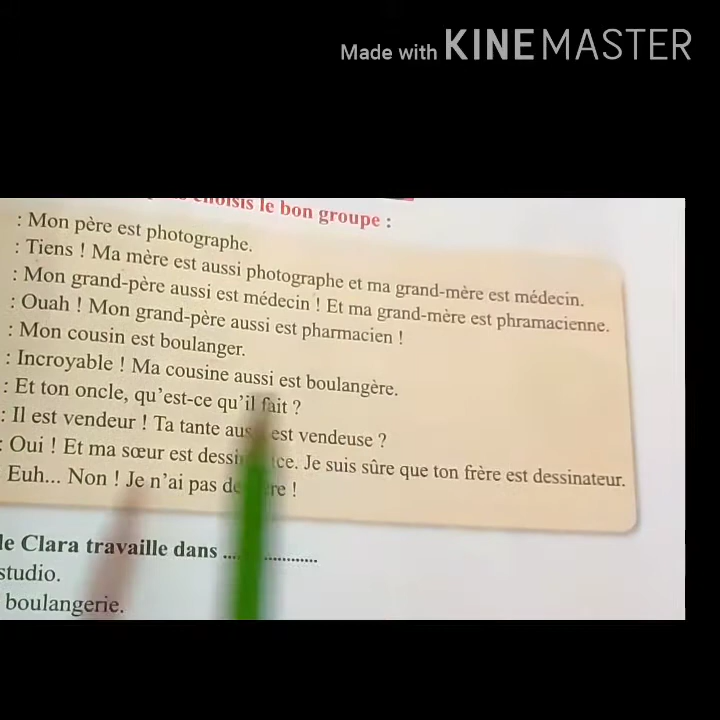 Made with KINEMASTER
choisis le bon groupe :
: Mon père est photographe.
: Tiens ! Ma mère est aussi photographe et ma grand-mère est médecin.
: Mon grand-père aussi est médecin ! Et ma grand-mère est phramacienne.
: Ouah ! Mon grand-père aussi est pharmacien !
: Mon cousin est boulanger.
: Incroyable ! Ma cousine aussi est boulangère.
: Et ton oncle, qu'est-ce qu'il fait ?
: Il est vendeur ! Ta tante est vendeuse ?
: Oui ! Et ma sœur est Je suis sûre que ton frère est dessinateur.
Euh... Non ! Je n'ai pas !
Clara travaille dans ....................
studio.
boulangerie.